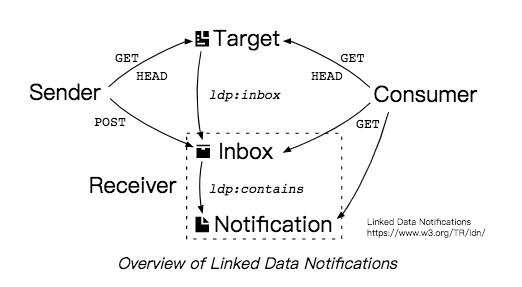 Target
GET
GET
HEAD
HEAD
Sender
ldp:inbox
Consumer
POST
GET
Inbox
Receiver
ldp:contains
Notification
Linked Data Notifications
https://www.w3.org/TR/ldn/
Overview of Linked Data Notifications